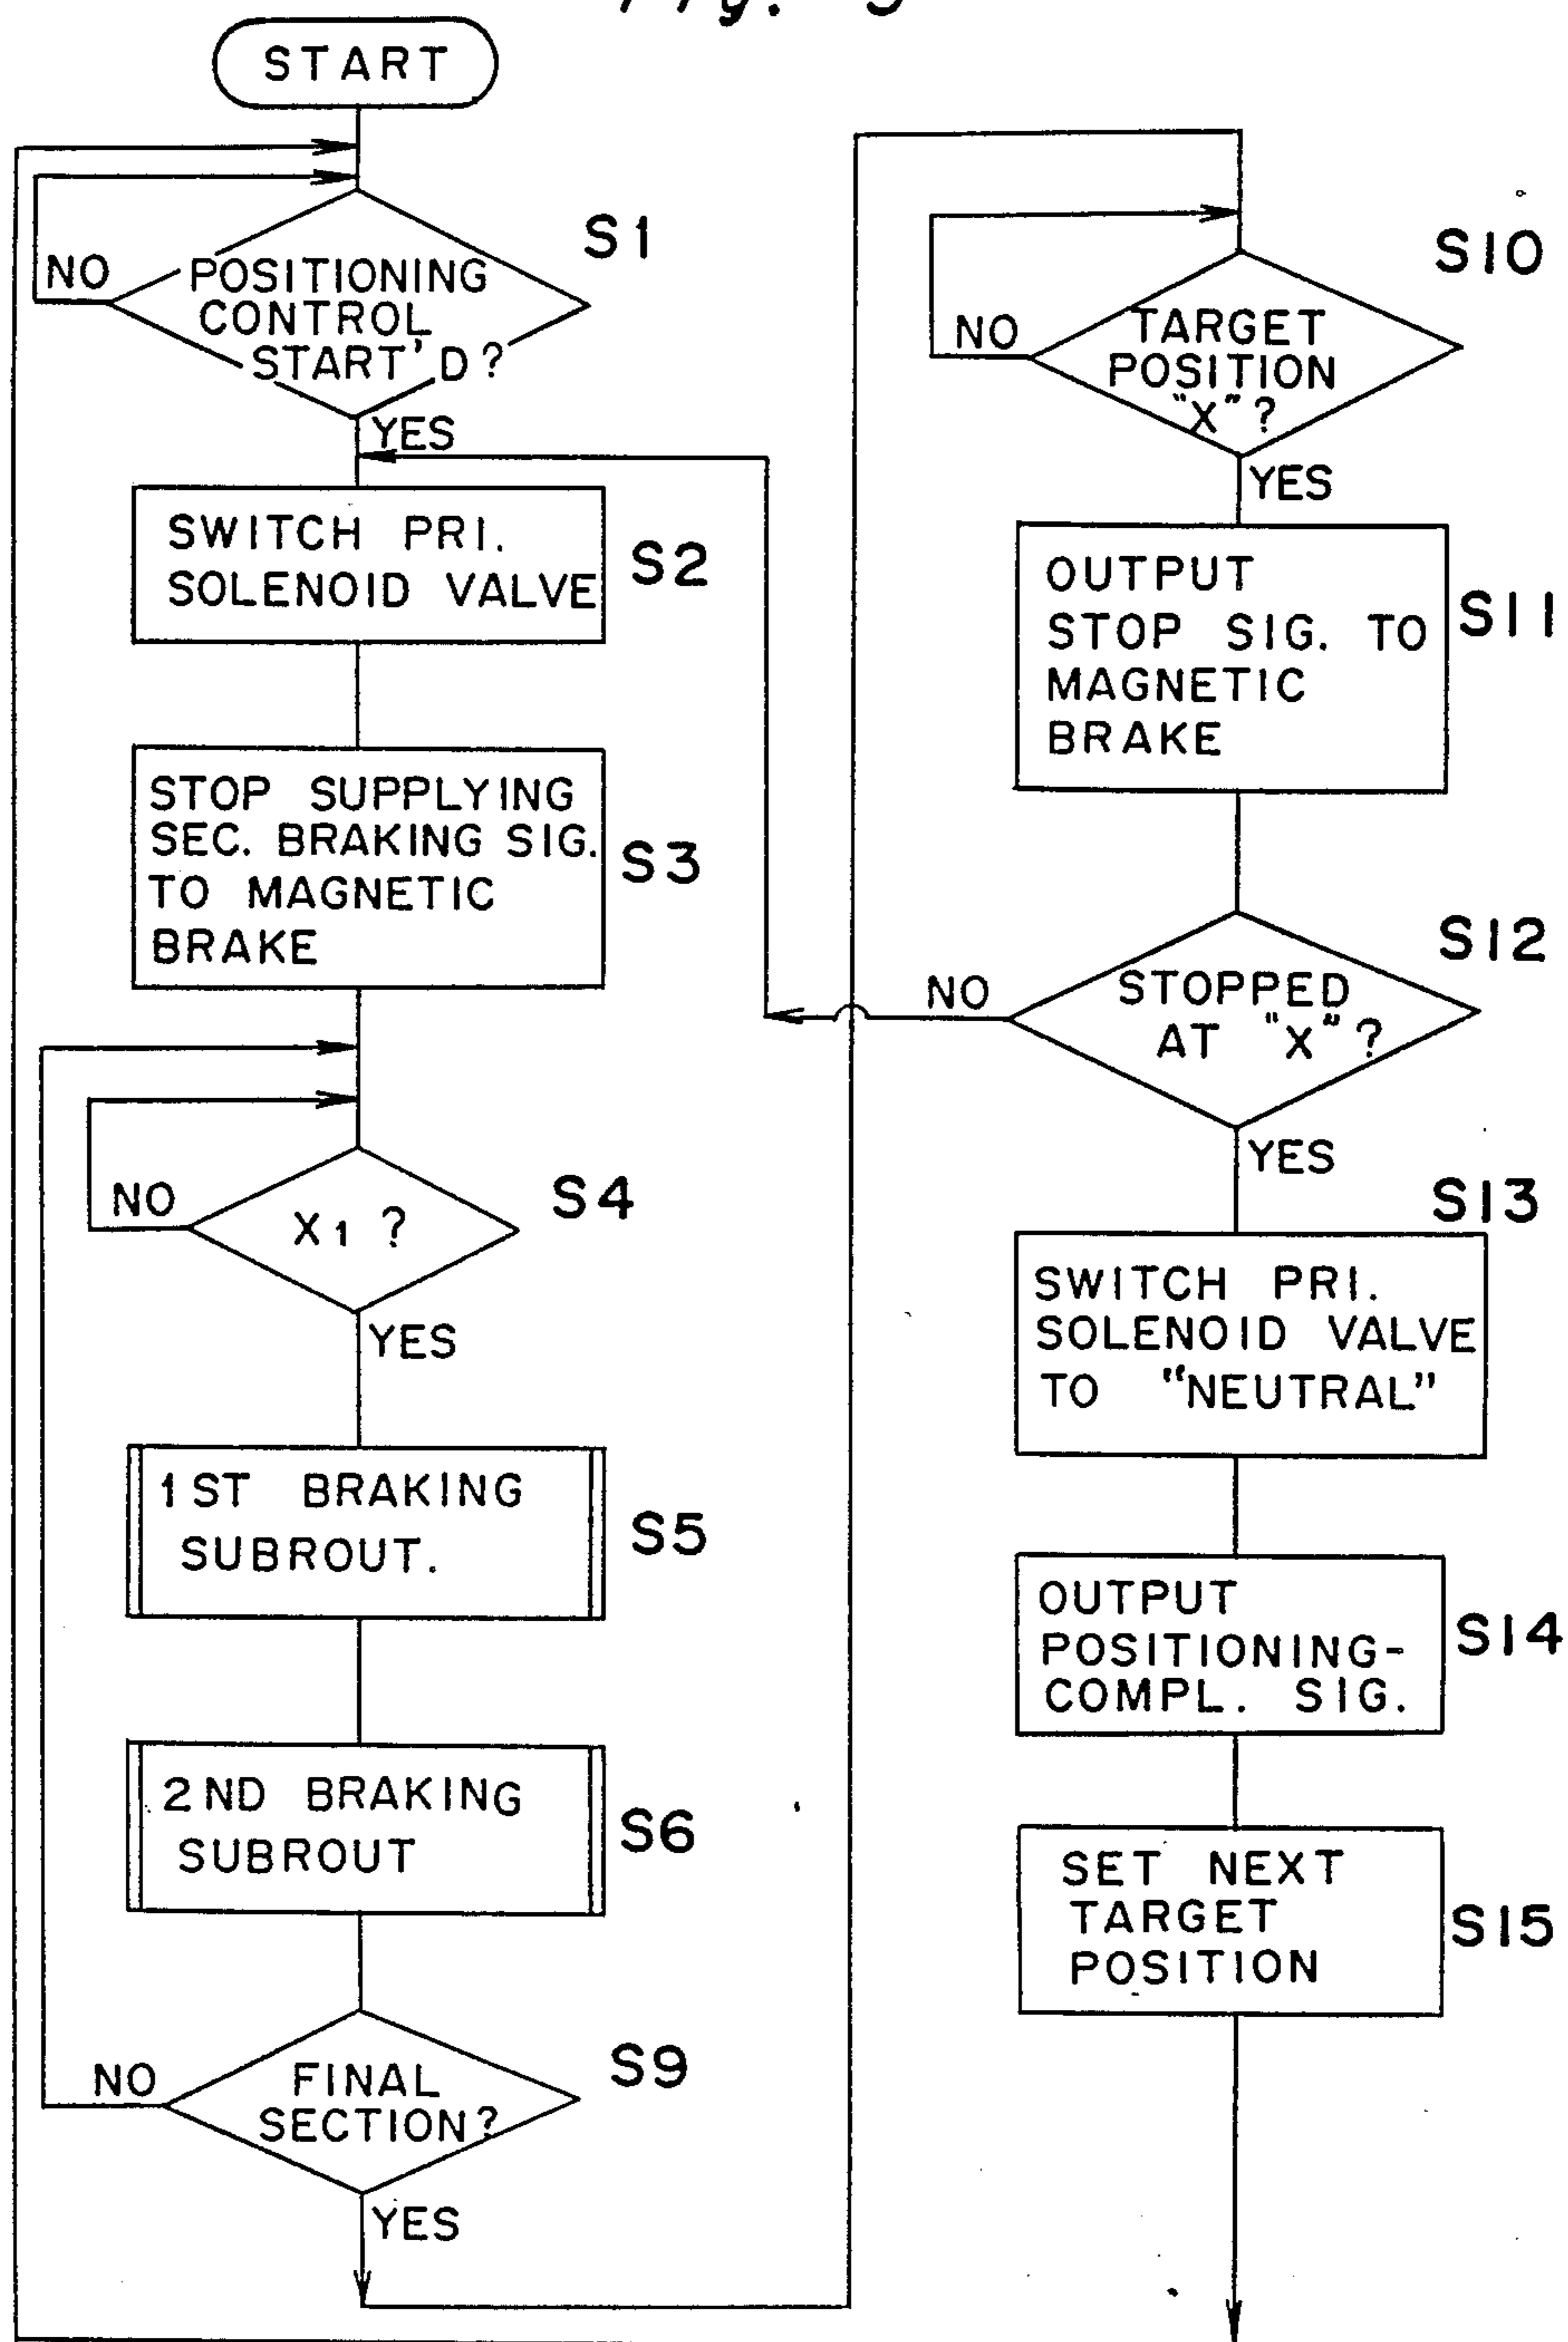 START
S1
NO
POSITIONING
CONTROL
START'D?
YES
SWITCH PRI.
SOLENOID VALVE
S2
STOP SUPPLYING
SEC. BRAKING SIG.
TO MAGNETIC
BRAKE
S3
NO
X1 ?
S4
YES
1ST BRAKING
SUBROUT.
S5
2ND BRAKING
SUBROUT
S6
NO
FINAL
SECTION?
S9
YES
S10
NO
TARGET
POSITION
"X"?
YES
OUTPUT
STOP SIG. TO
MAGNETIC
BRAKE
S11
S12
NO
STOPPED
AT "X"?
YES
S13
SWITCH PRI.
SOLENOID VALVE
TO "NEUTRAL"
OUTPUT
POSITIONING-
COMPL. SIG.
S14
SET NEXT
TARGET
POSITION
S15